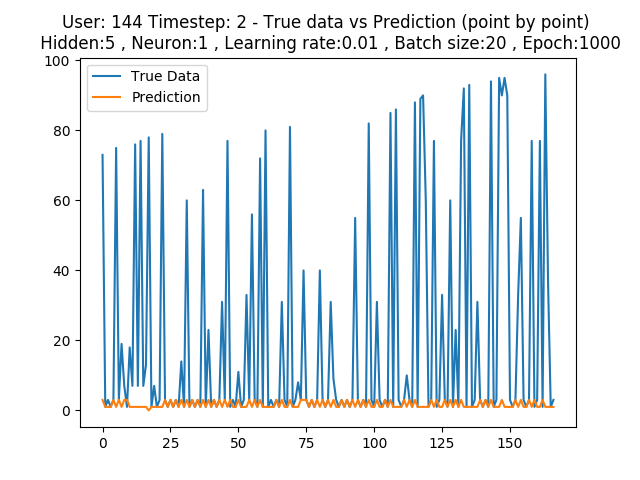 User: 144 Timestep: 2 - True data vs Prediction (point by point)
Hidden:5 , Neuron:1 , Learning rate:0.01 , Batch size:20 , Epoch:1000
True Data
Prediction
100
80
60
40
20
0
0 25 50 75 100 125 150